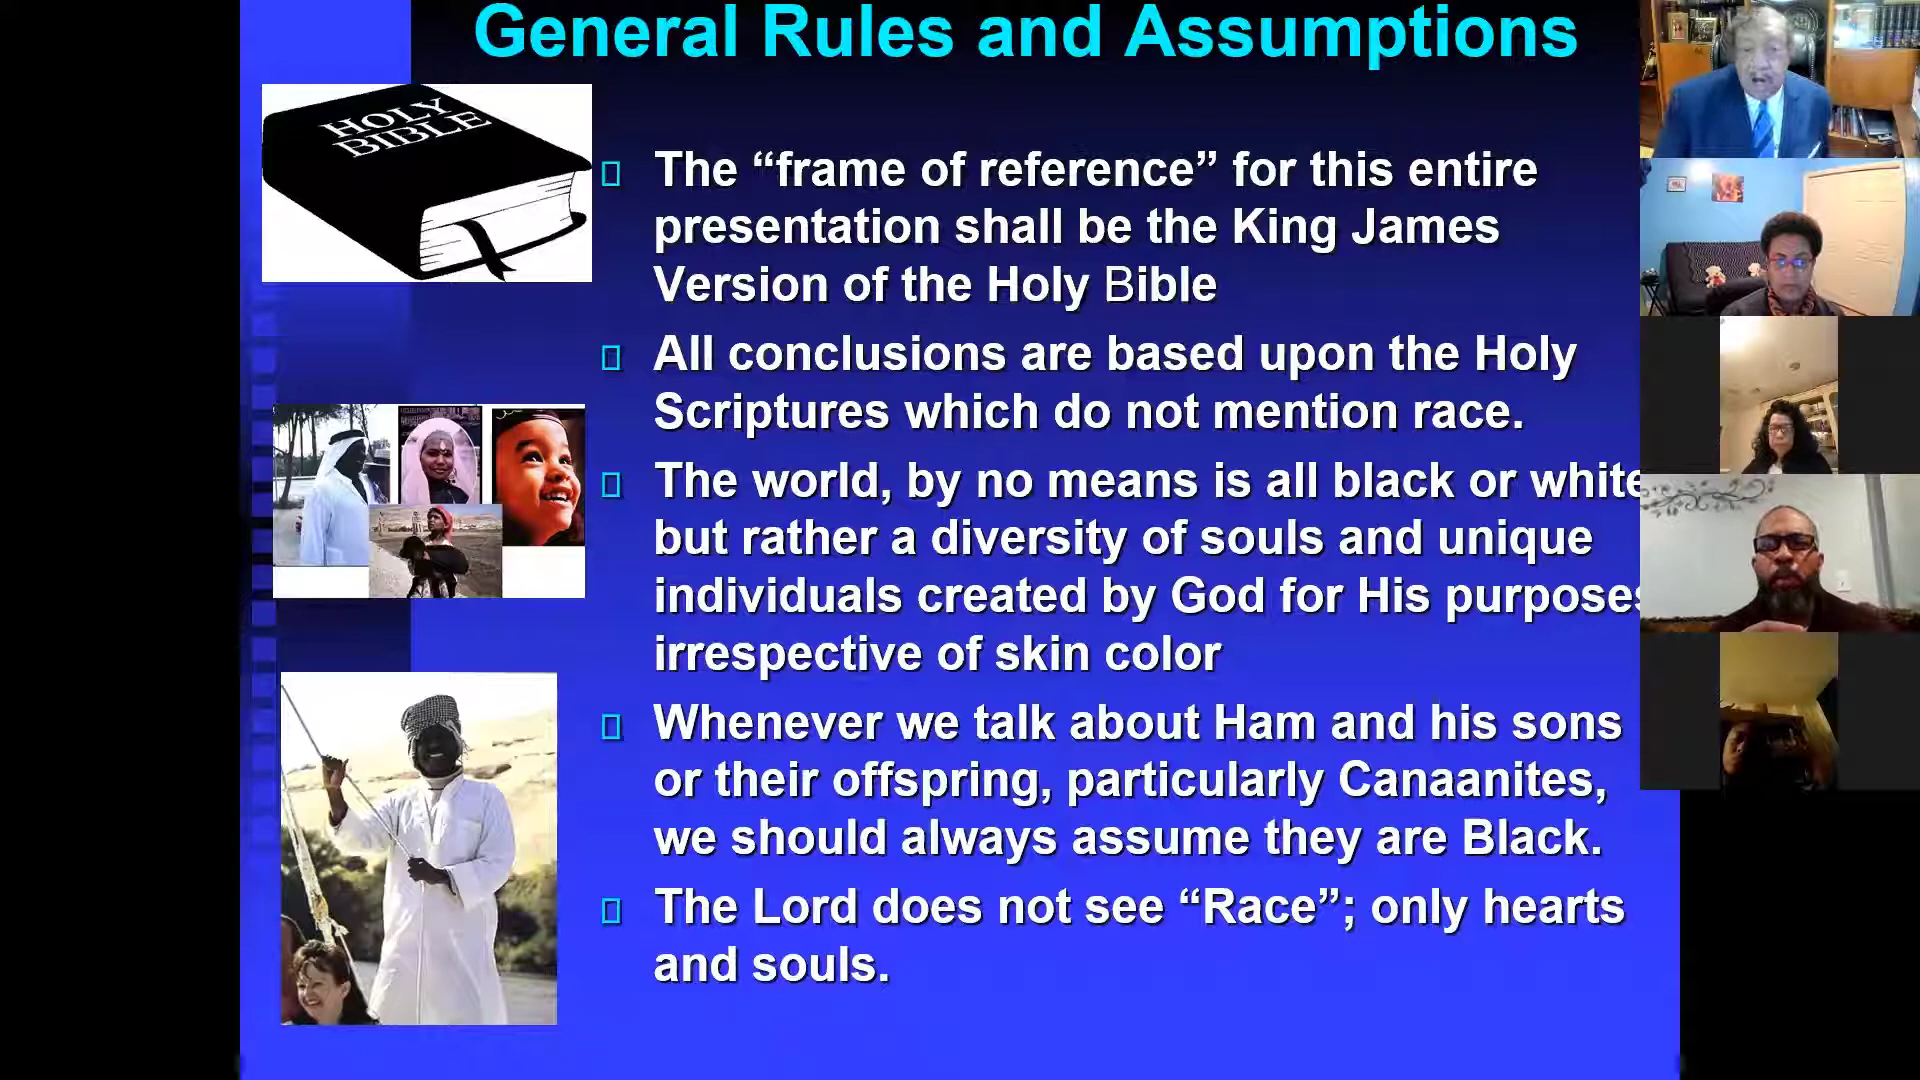 General Rules and Assumptions
HOLY
BIBLE
The “frame of reference” for this entire
presentation shall be the King James
Version of the Holy Bible
All conclusions are based upon the Holy
Scriptures which do not mention race.
The world, by no means is all black or white
but rather a diversity of souls and unique
individuals created by God for His purposes
irrespective of skin color
Whenever we talk about Ham and his sons
or their offspring, particularly Canaanites,
we should always assume they are Black.
The Lord does not see “Race”; only hearts
and souls.